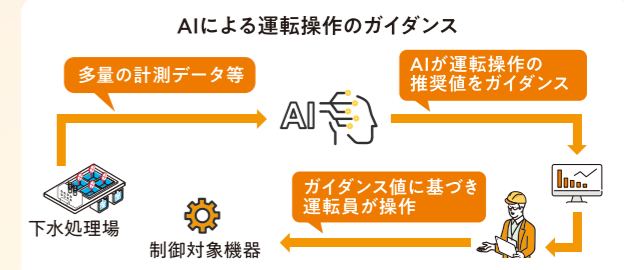 AIによる運転操作のガイダンス
多量の計測データ等
AIが運転操作の
推奨値をガイダンス
AI
下水処理場
ガイダンス値に基づき
運転員が操作
制御対象機器